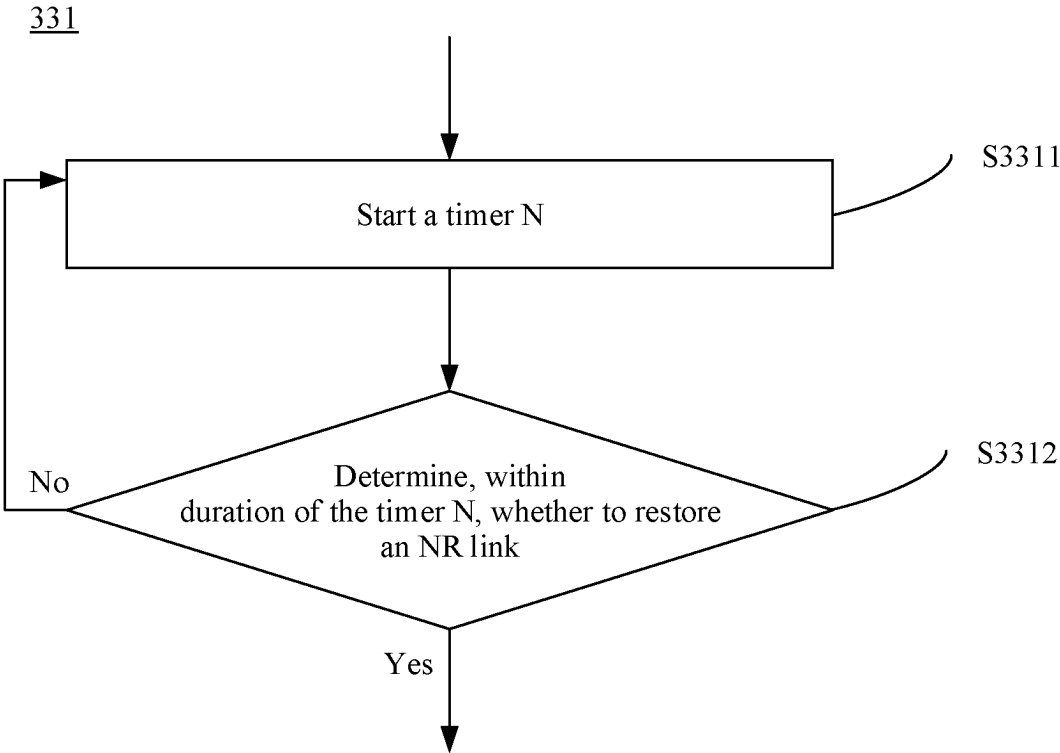 331
S3311
Start a timer N
S3312
Determine, within
duration of the timer N, whether to restore
an NR link
No
Yes